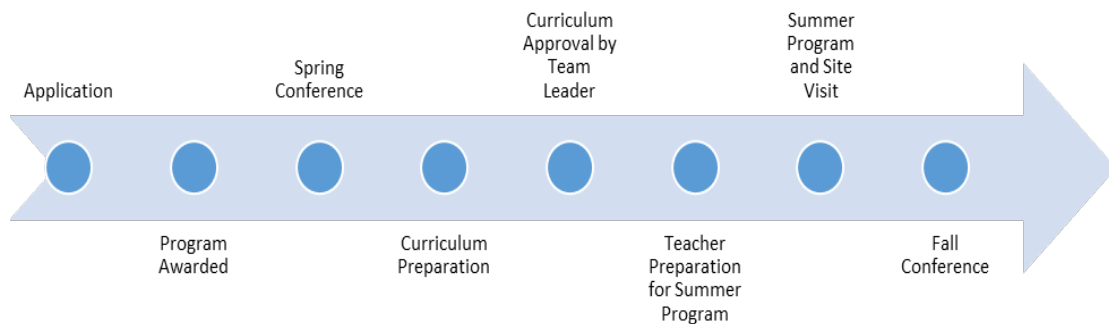 Application
Program
Awarded
Spring
Conference
Curriculum
Preparation
Curriculum
Approval by
Team
Leader
Teacher
Preparation
for Summer
Program
Summer
Program
and Site
Visit
Fall
Conference